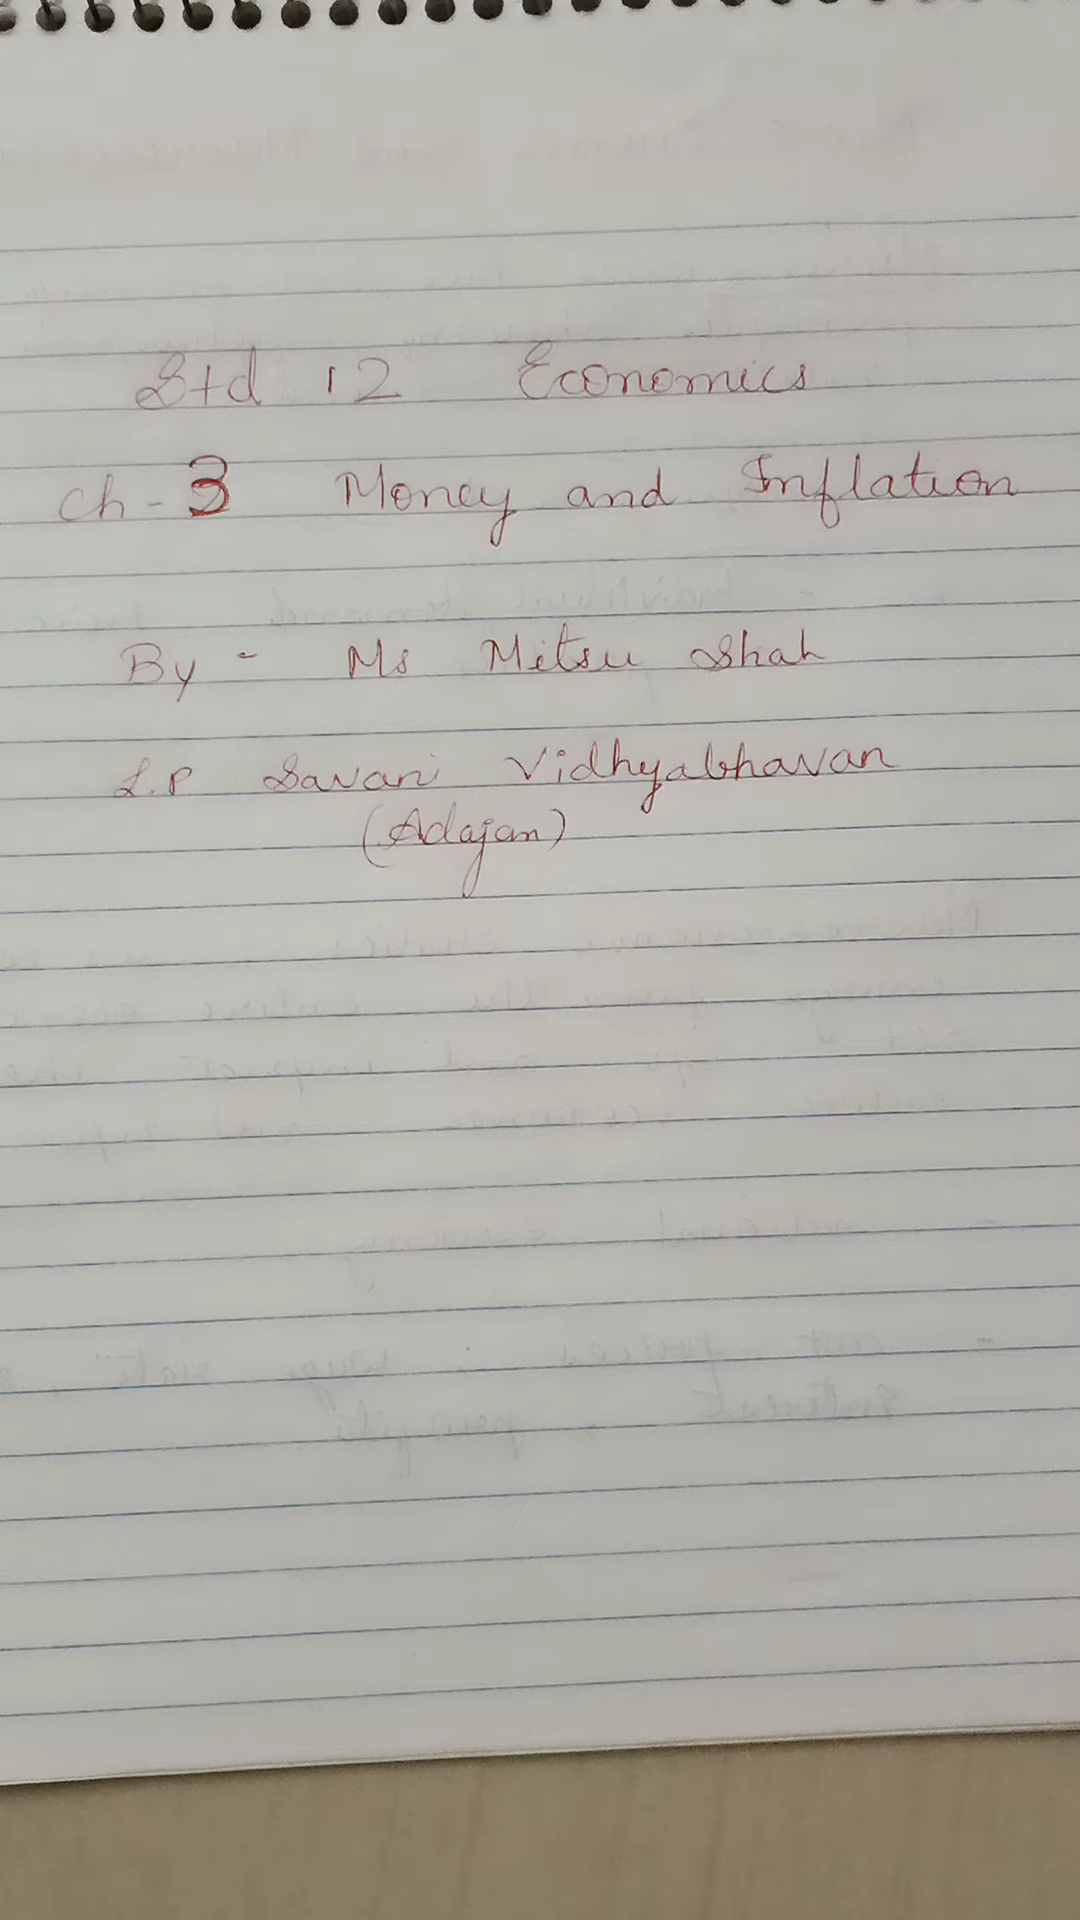 Std 12 Economics
Ch - 3 Money and Inflation
By - Ms Mitsu Shah
L.P Savani Vidhyabhavan
(Adajan)